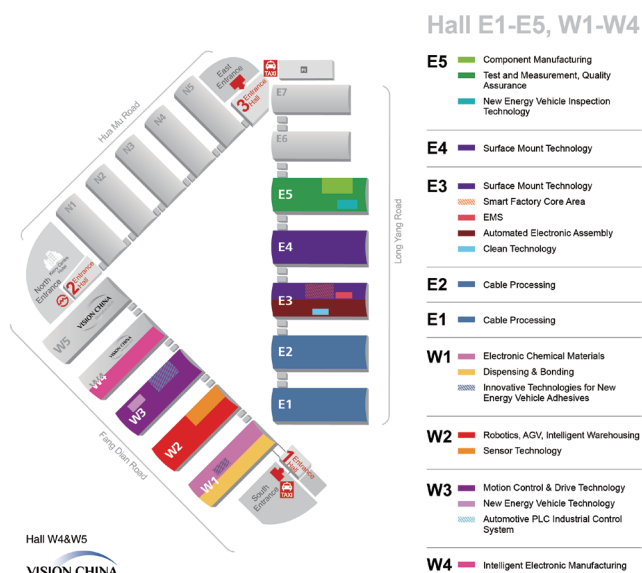 Hall E1-E5, W1-W4
E5
Component Manufacturing
Test and Measurement, Quality
Assurance
New Energy Vehicle Inspection
Technology
E4
Surface Mount Technology
E3
Surface Mount Technology
Smart Factory Core Area
EMS
Automated Electronic Assembly
Clean Technology
E2
Cable Processing
E1
Cable Processing
W1
Electronic Chemical Materials
Dispensing & Bonding
Innovative Technologies for New
Energy Vehicle Adhesives
W2
Robotics, AGV, Intelligent Warehousing
Sensor Technology
W3
Motion Control & Drive Technology
New Energy Vehicle Technology
Automotive PLC Industrial Control
System
W4
Intelligent Electronic Manufacturing
Hua Mu Road
East
Entrance
TAXI
3 Entrance
Hall
N5
N4
N3
N2
N1
E7
E6
E5
E4
E3
E2
E1
Long Yang Road
North
Entrance
2 Entrance
Hall
W5
VISION CHINA
W4
VISION CHINA
W3
W2
W1
Fang Dian Road
1 Entrance
Hall
South
Entrance
TAXI
Hall W4&W5
VISION CHINA